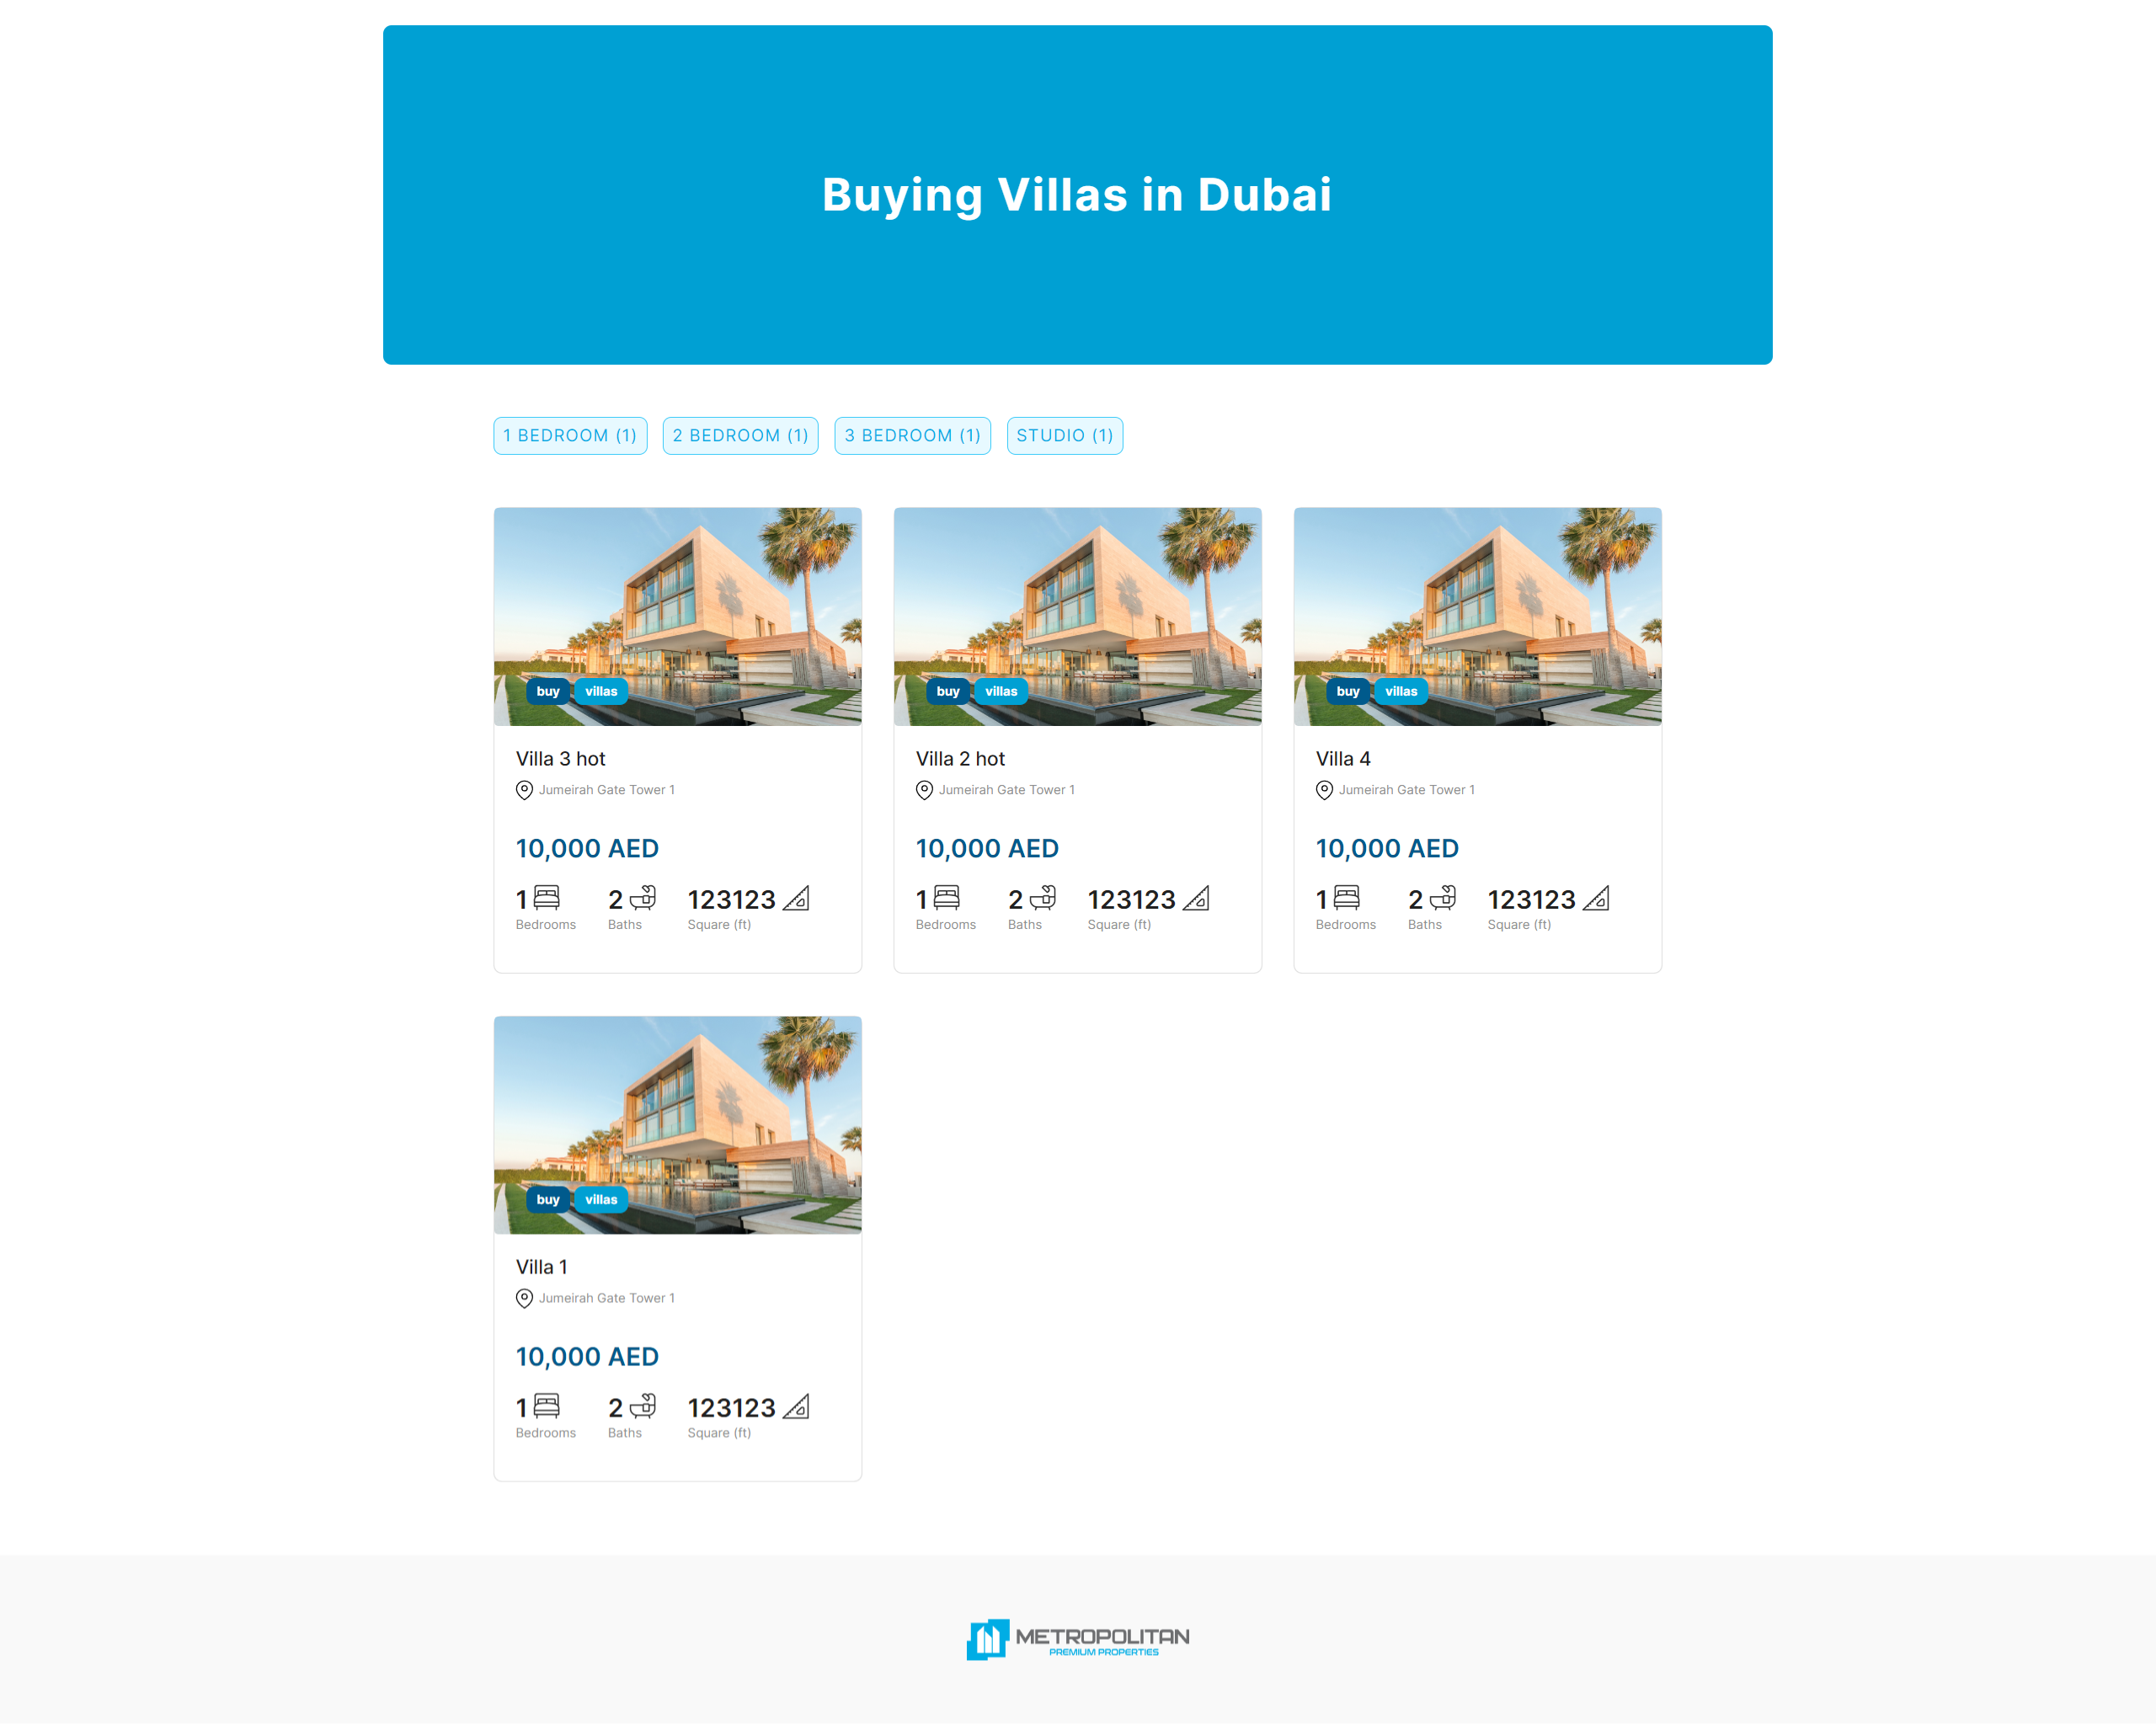 Buying Villas in Dubai
1 BEDROOM (1) 2 BEDROOM (1) 3 BEDROOM (1) STUDIO (1)
buy villas
Villa 3 hot
Jumeirah Gate Tower 1
10,000 AED
1 2 123123
Bedrooms Baths Square (ft)
buy villas
Villa 2 hot
Jumeirah Gate Tower 1
10,000 AED
1 2 123123
Bedrooms Baths Square (ft)
buy villas
Villa 4
Jumeirah Gate Tower 1
10,000 AED
1 2 123123
Bedrooms Baths Square (ft)
buy villas
Villa 1
Jumeirah Gate Tower 1
10,000 AED
1 2 123123
Bedrooms Baths Square (ft)
METROPOLITAN
PREMIUM PROPERTIES